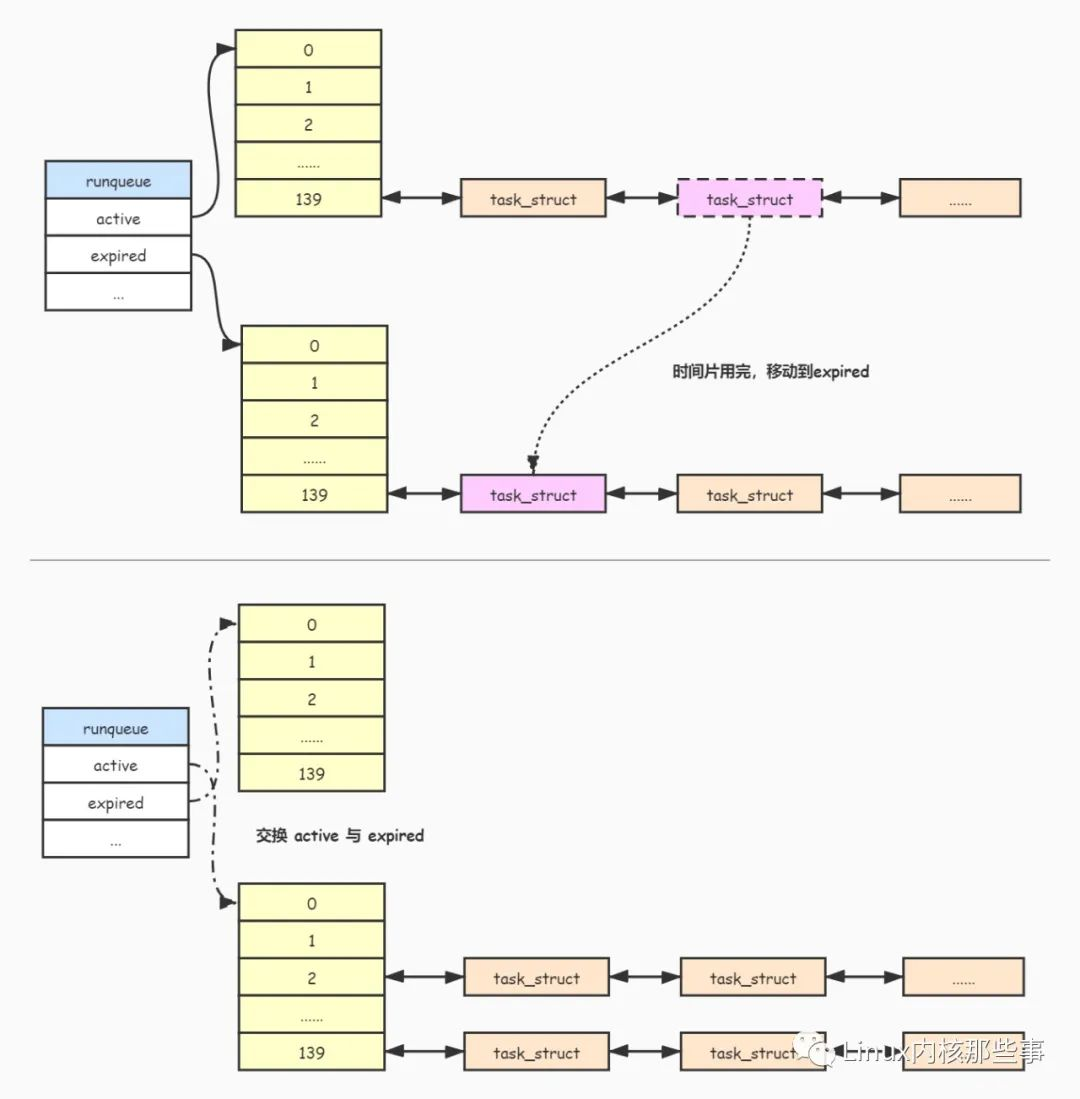 0
1
2
......
139
runqueue
active
expired
...
task_struct
task_struct
......
0
1
2
......
139
时间片用完，移动到expired
task_struct
task_struct
......
0
1
2
......
139
runqueue
active
expired
...
交换 active 与 expired
0
1
2
......
139
task_struct
task_struct
......
task_struct
task_struct
Linux内核那些事